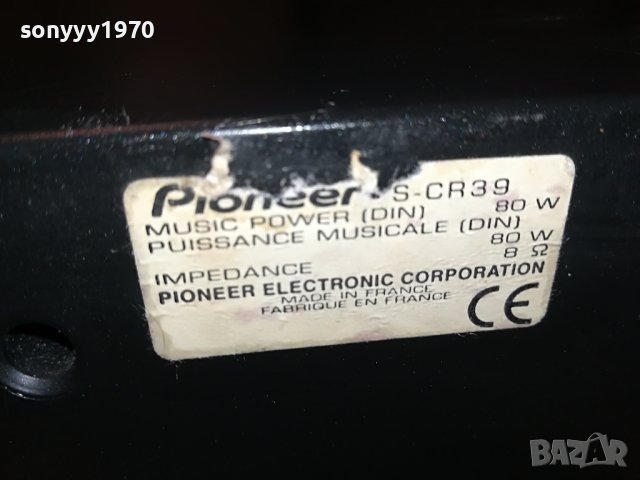 sonyyy1970
Pioneer S-CR39
MUSIC POWER (DIN) 80 W
PUISSANCE MUSICALE (DIN) 80 W
IMPEDANCE 8 Ω
PIONEER ELECTRONIC CORPORATION
MADE IN FRANCE
FABRIQUE EN FRANCE
CE
BAZAR